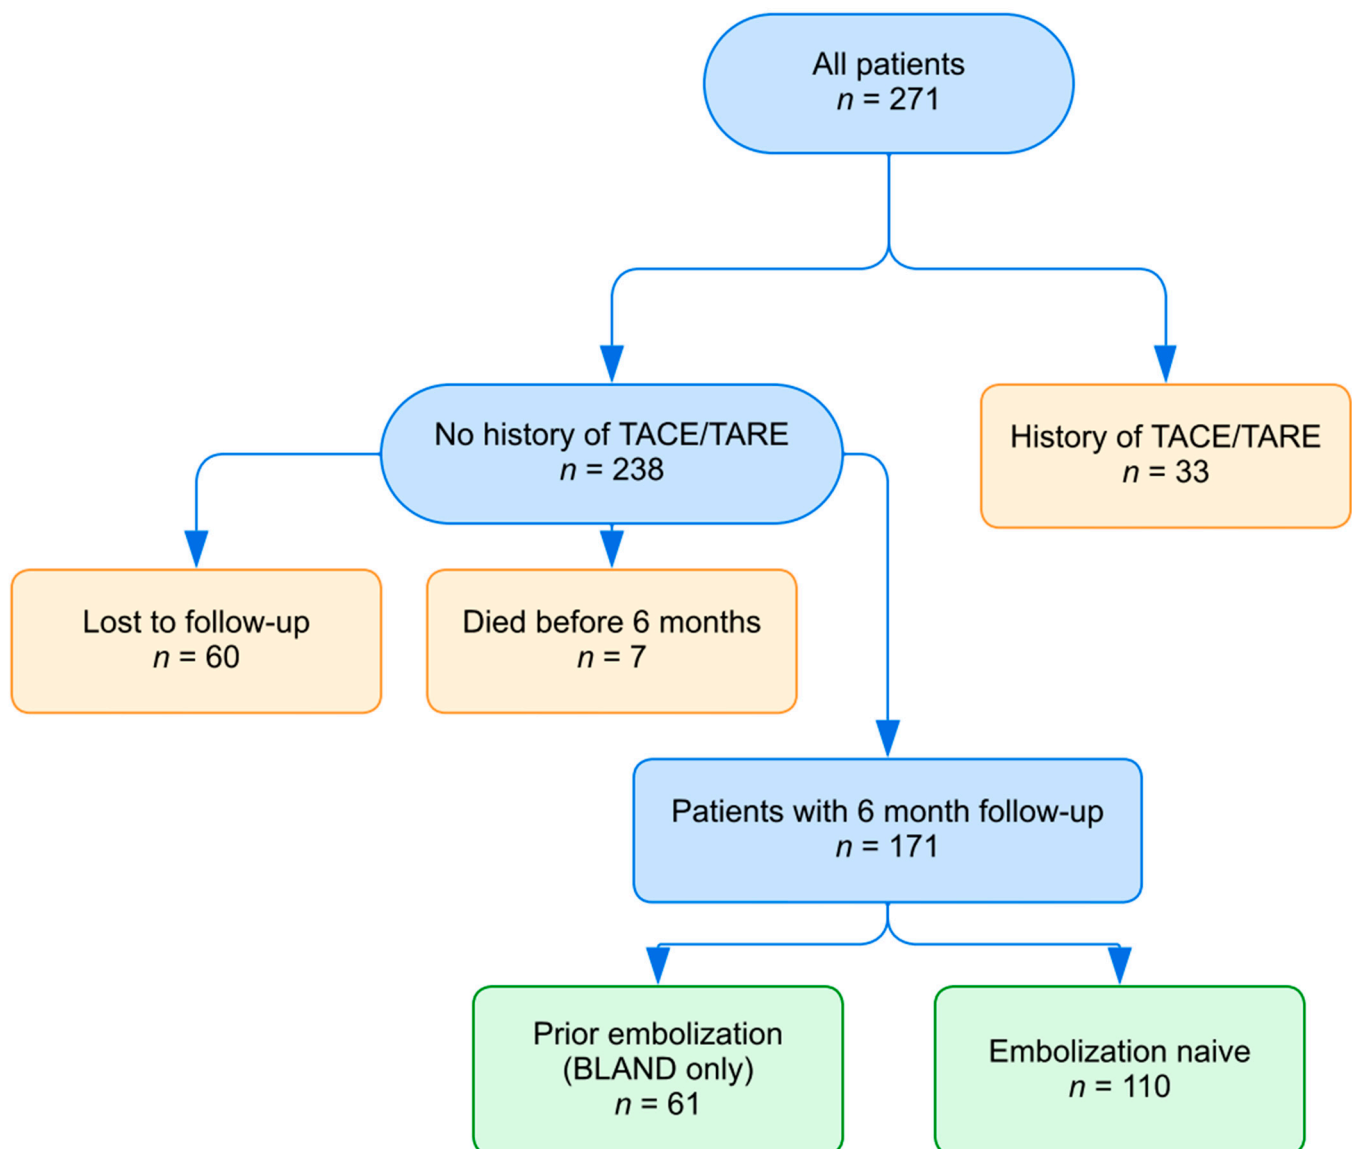 All patients
n = 271
No history of TACE/TARE
n = 238
History of TACE/TARE
n = 33
Lost to follow-up
n = 60
Died before 6 months
n = 7
Patients with 6 month follow-up
n = 171
Prior embolization
(BLAND only)
n = 61
Embolization naive
n = 110